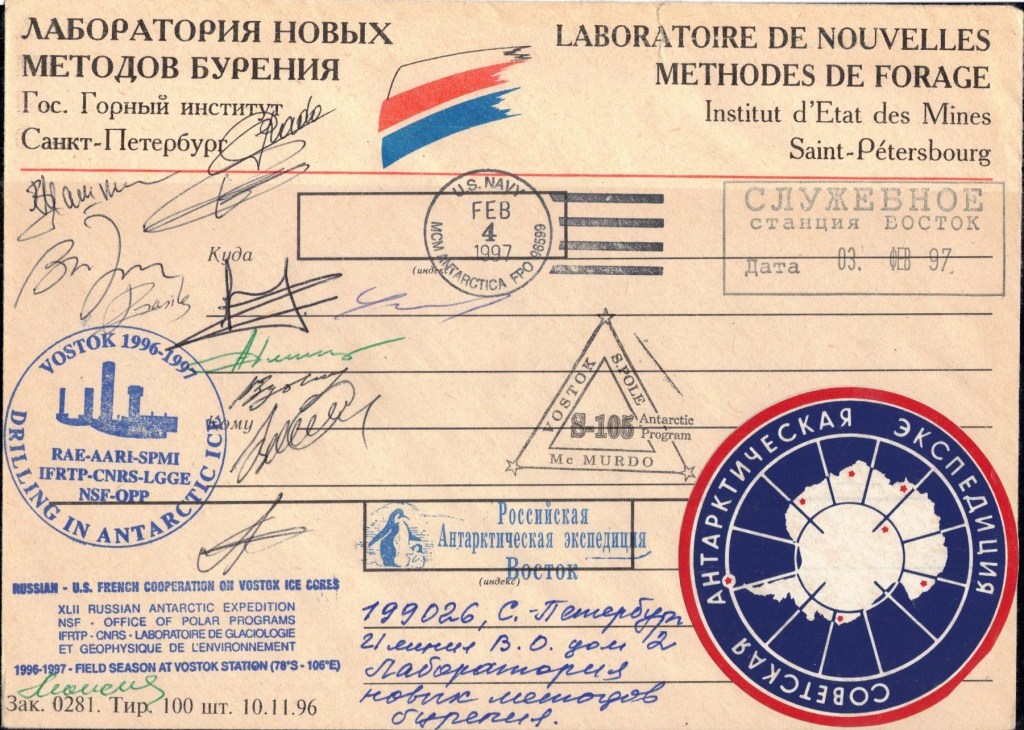 ЛАБОРАТОРИЯ НОВЫХ
МЕТОДОВ БУРЕНИЯ
Гос. Горный институт
Санкт-Петербург
LABORATOIRE DE NOUVELLES
METHODES DE FORAGE
Institut d'Etat des Mines
Saint-Pétersbourg
U.S. NAVY
FEB
4
1997
MCM ANTARCTICA FPO 96599
СЛУЖЕБНОЕ
станция ВОСТОК
Дата 03. ФЕВ 97.
Куда
(индекс)
VOSTOK 1996-1997
RAE-AARI-SPMI
IFRTP-CNRS-LGGE
NSF-OPP
DRILLING IN ANTARCTIC ICE
Кому
VOSTOK
S.POLE
S-105
Antarctic
Program
Mc MURDO
СОВЕТСКАЯ АНТАРКТИЧЕСКАЯ ЭКСПЕДИЦИЯ
Российская
Антарктическая экспедиция
Восток
(индекс)
RUSSIAN - U.S. FRENCH COOPERATION ON VOSTOK ICE CORES
XLII RUSSIAN ANTARCTIC EXPEDITION
NSF - OFFICE OF POLAR PROGRAMS
IFRTP - CNRS - LABORATOIRE DE GLACIOLOGIE
ET GEOPHYSIQUE DE L'ENVIRONNEMENT
1996-1997 - FIELD SEASON AT VOSTOK STATION (78°S - 106°E)
199026, С.-Петербург
21 линия В.О. дом 2
Лаборатория
новых методов
бурения.
Зак. 0281. Тир. 100 шт. 10.11.96